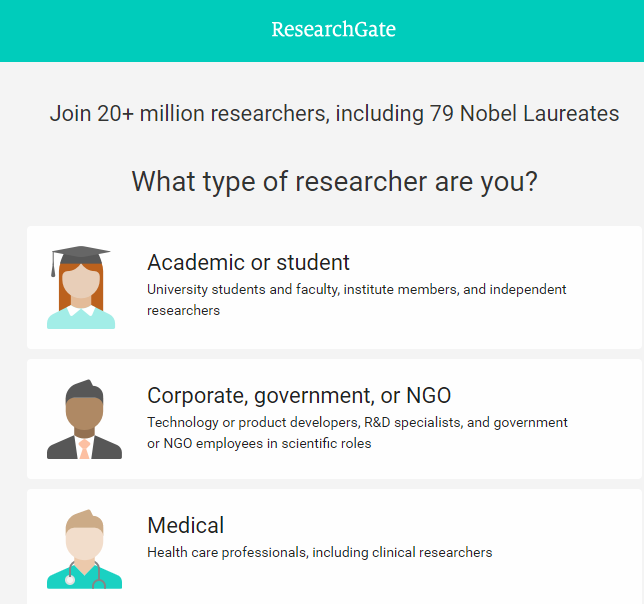 ResearchGate
Join 20+ million researchers, including 79 Nobel Laureates
What type of researcher are you?
Academic or student
University students and faculty, institute members, and independent
researchers
Corporate, government, or NGO
Technology or product developers, R&D specialists, and government
or NGO employees in scientific roles
Medical
Health care professionals, including clinical researchers